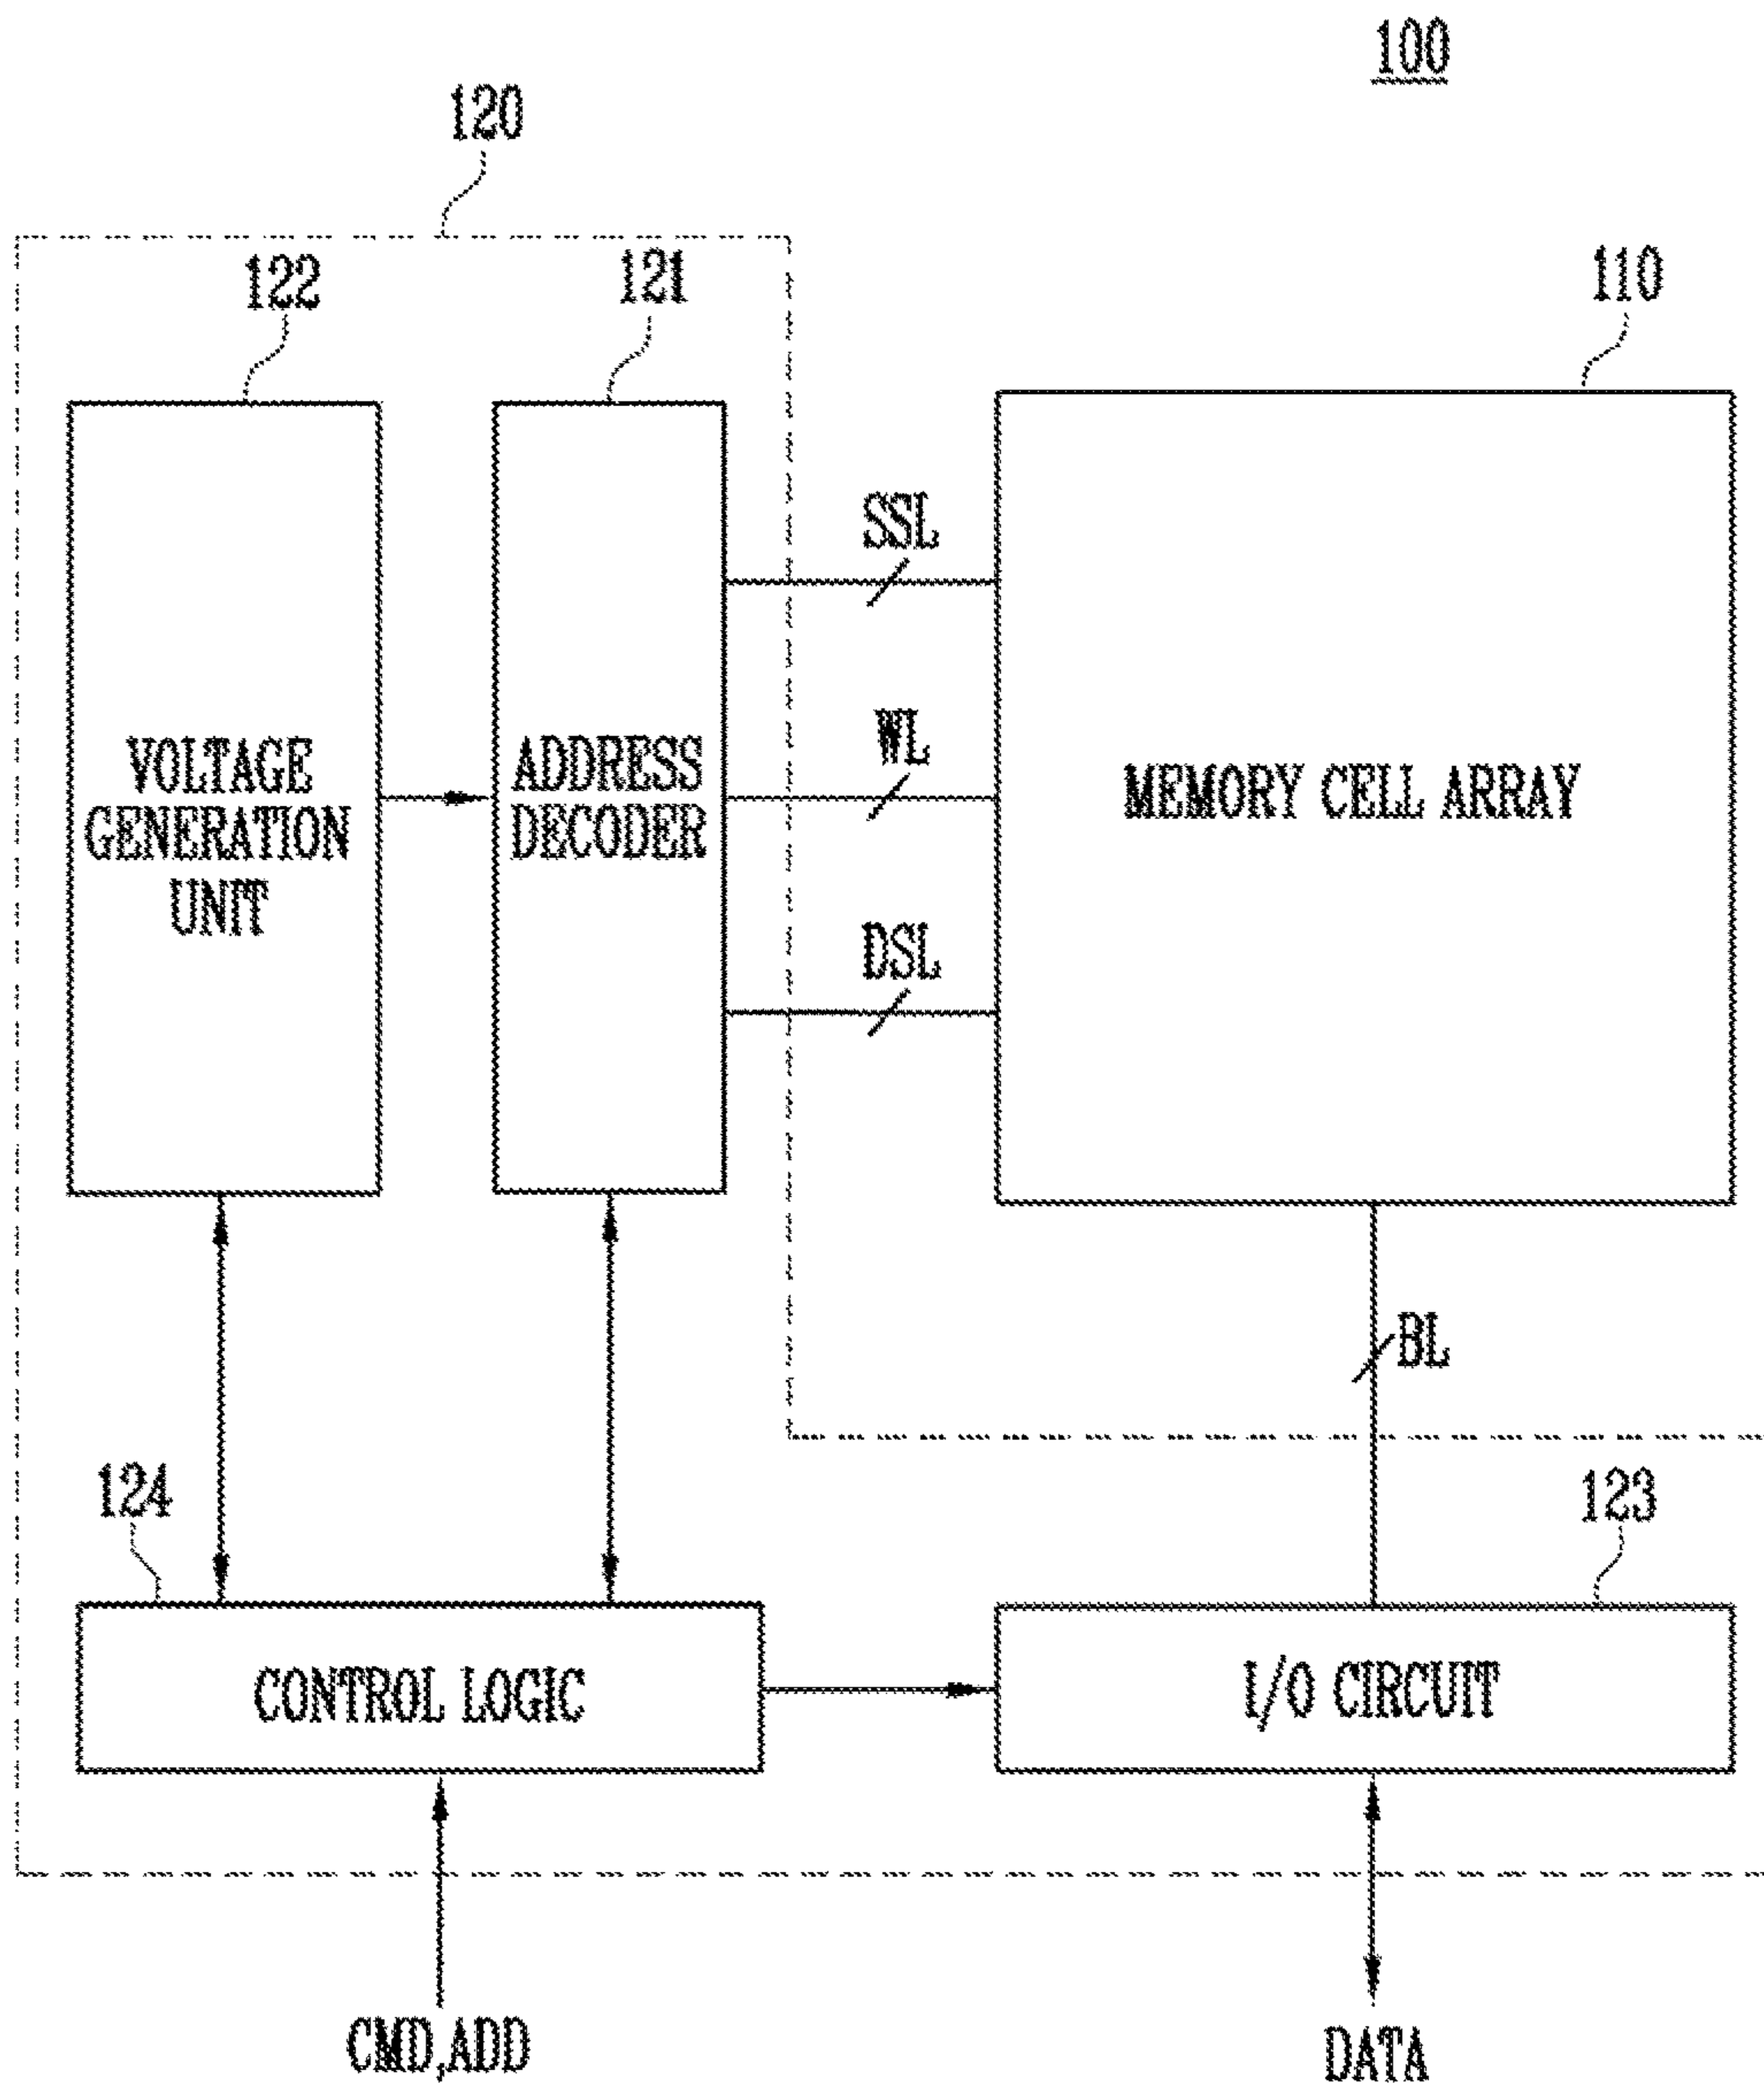 100
120
122
121
110
SSL
VOLTAGE
GENERATION
UNIT
ADDRESS
DECODER
WL
MEMORY CELL ARRAY
DSL
BL
124
123
CONTROL LOGIC
I/O CIRCUIT
CMD,ADD
DATA